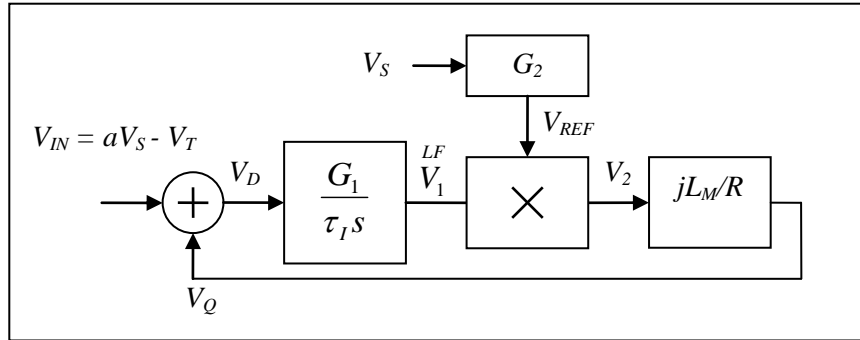 V_S
G_2
V_REF
V_IN = aV_S - V_T
V_D
+
G_1
τ_I s
LF
V_1
×
V_2
jL_M/R
V_Q